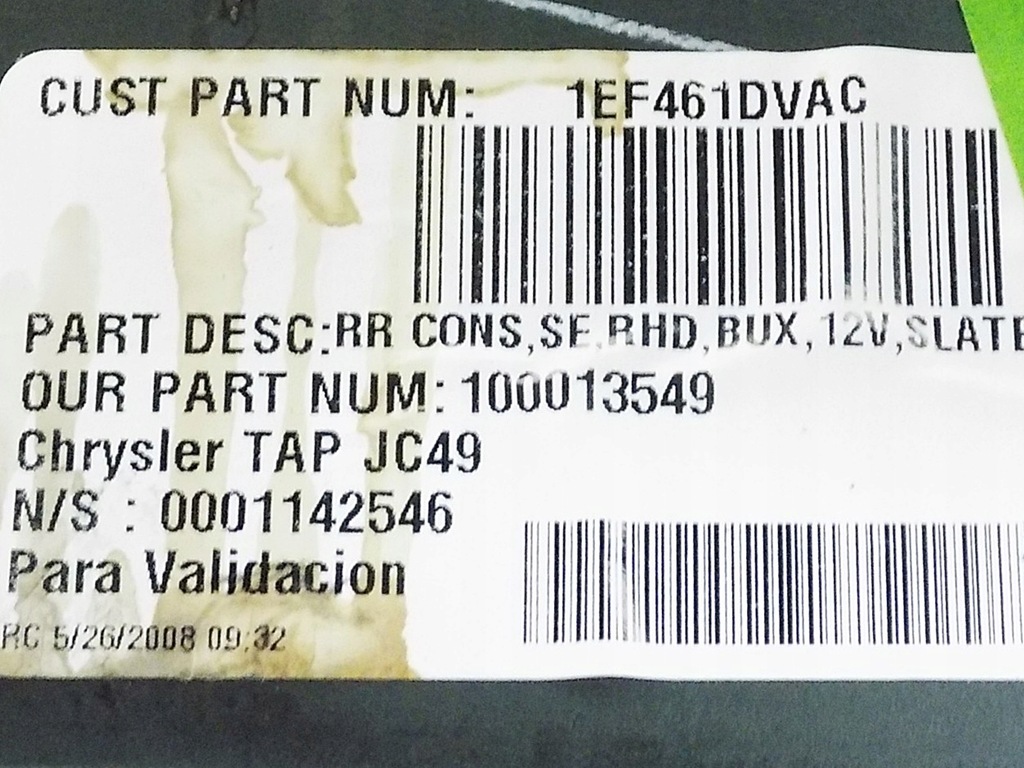 CUST PART NUM: 1EF461DVAC
PART DESC:RR CONS,SE,RHD,BUX,12V,SLATE
OUR PART NUM: 100013549
Chrysler TAP JC49
N/S : 0001142546
Para Validacion
RC 5/26/2008 09:32